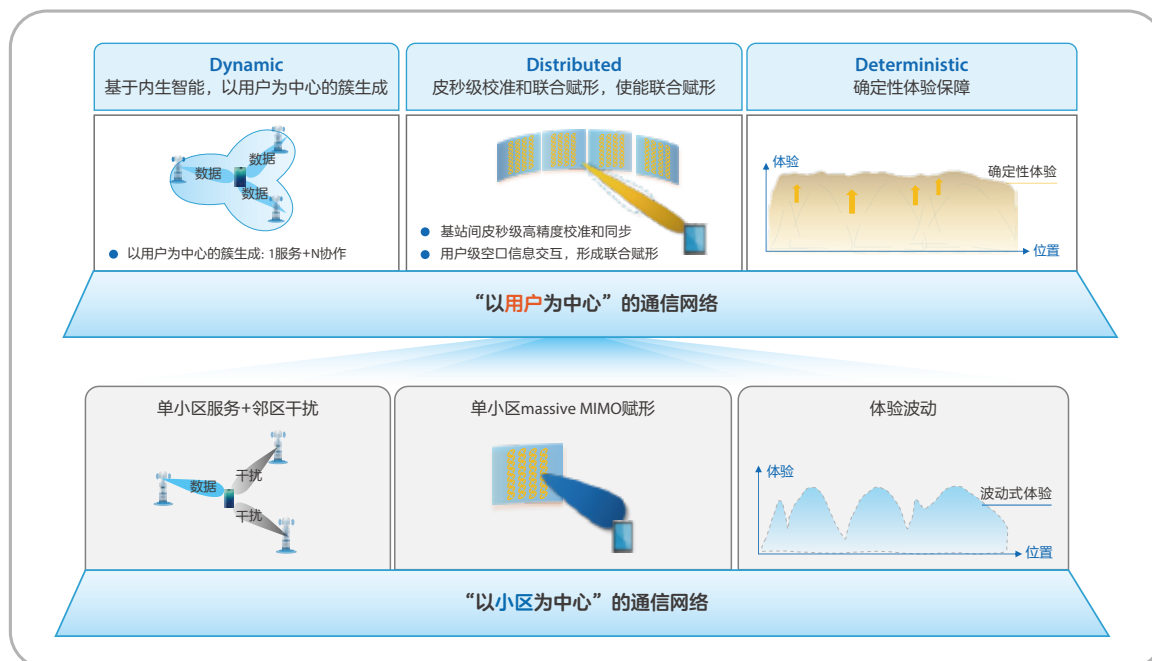 Dynamic
基于内生智能，以用户为中心的簇生成
Distributed
皮秒级校准和联合赋形，使能联合赋形
Deterministic
确定性体验保障
数据
数据
数据
以用户为中心的簇生成: 1服务+N协作
基站间皮秒级高精度校准和同步
用户级空口信息交互，形成联合赋形
体验
确定性体验
位置
“以用户为中心”的通信网络
单小区服务+邻区干扰
数据
干扰
干扰
单小区massive MIMO赋形
体验波动
体验
波动式体验
位置
“以小区为中心”的通信网络